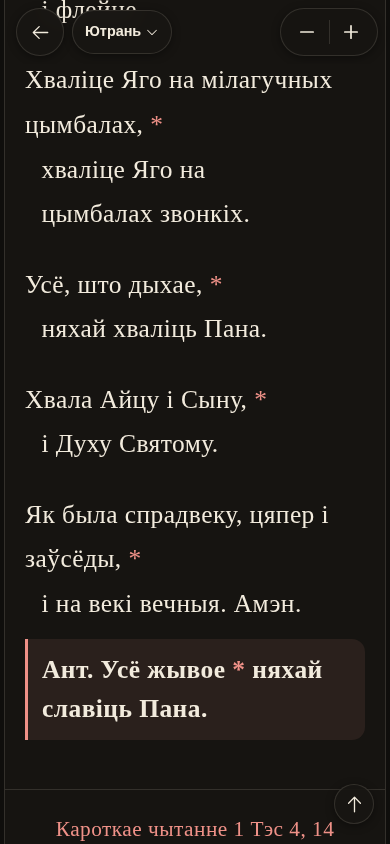 і флейце
Ютрань
Хваліце Яго на мілагучных
цымбалах, *
хваліце Яго на
цымбалах звонкіх.
Усё, што дыхае, *
няхай хваліць Пана.
Хвала Айцу і Сыну, *
і Духу Святому.
Як была спрадвеку, цяпер і
заўсёды, *
і на векі вечныя. Амэн.
Ант. Усё жывое * няхай
славіць Пана.
Кароткае чытанне 1 Тэс 4, 14